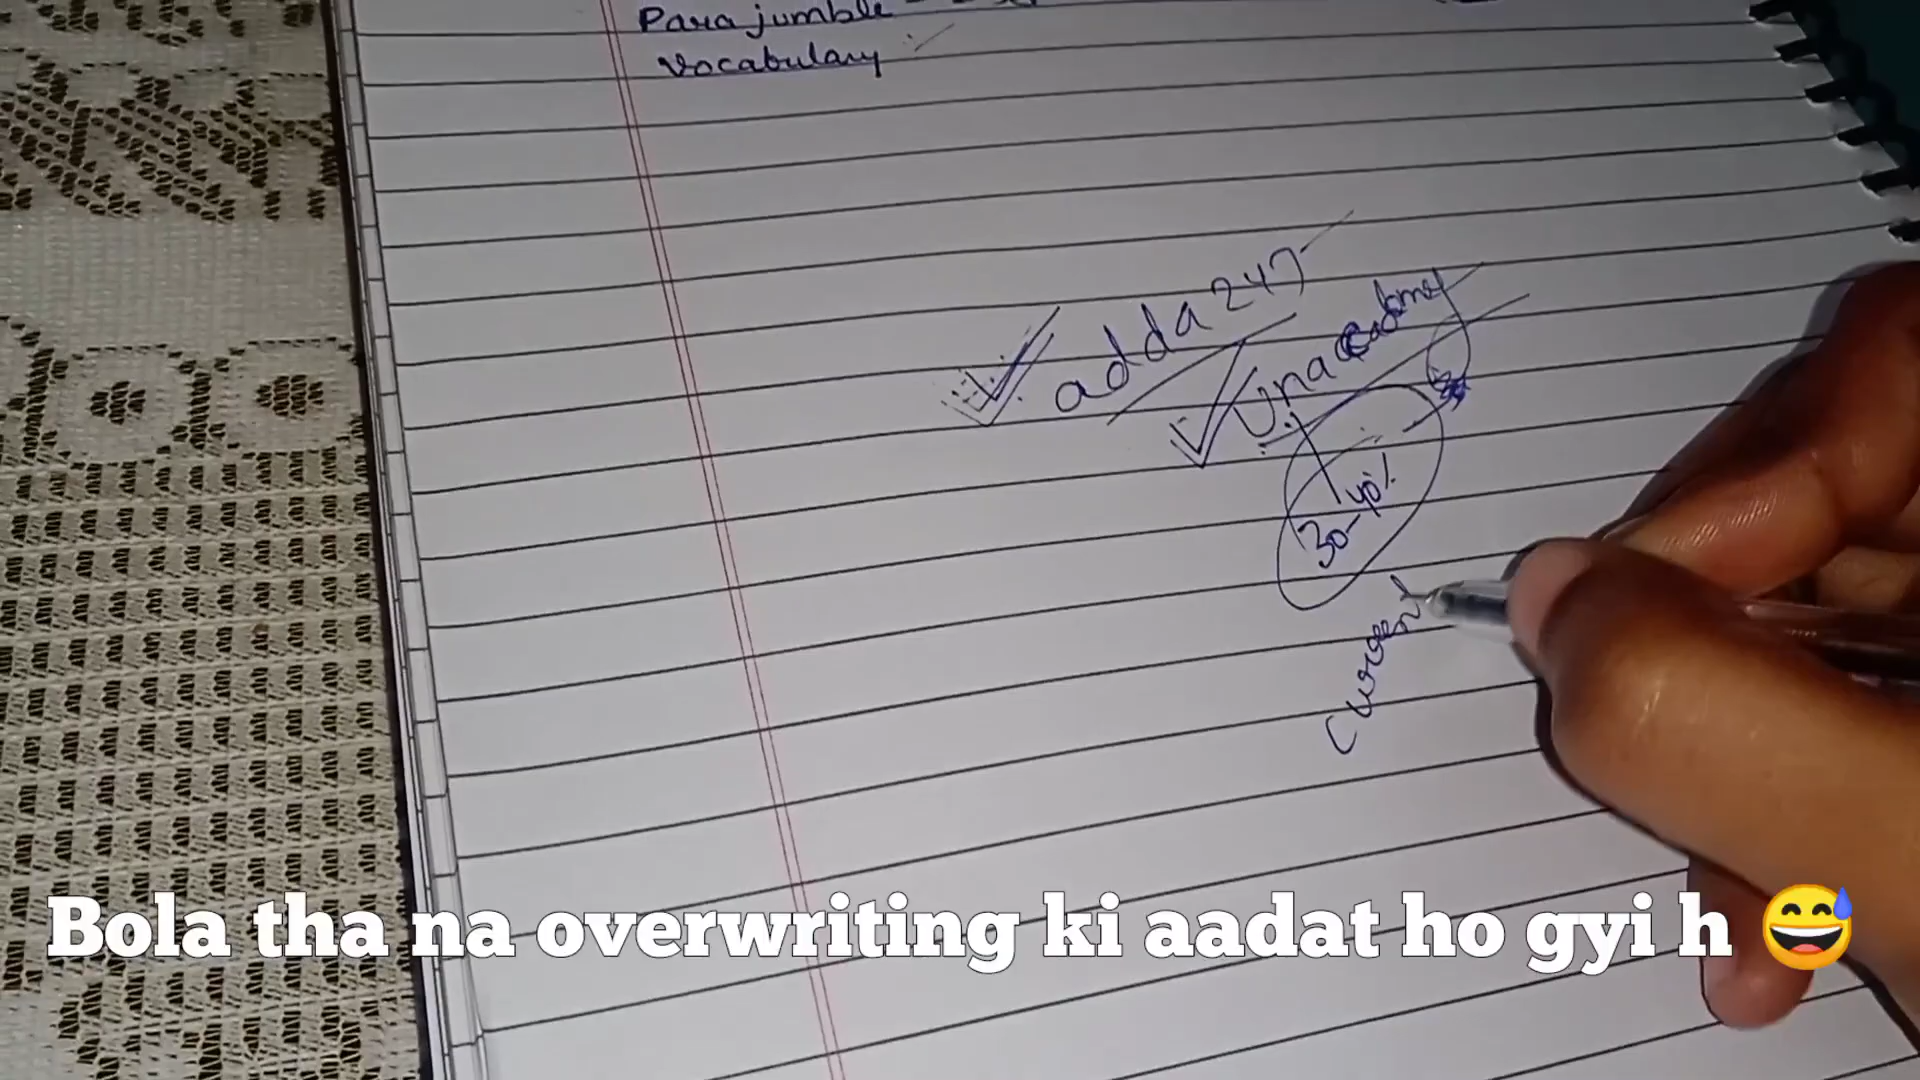 Para jumble
Vocabulary :
adda 247
Unacademy
30-40%
Current
Bola tha na overwriting ki aadat ho gyi h 😅